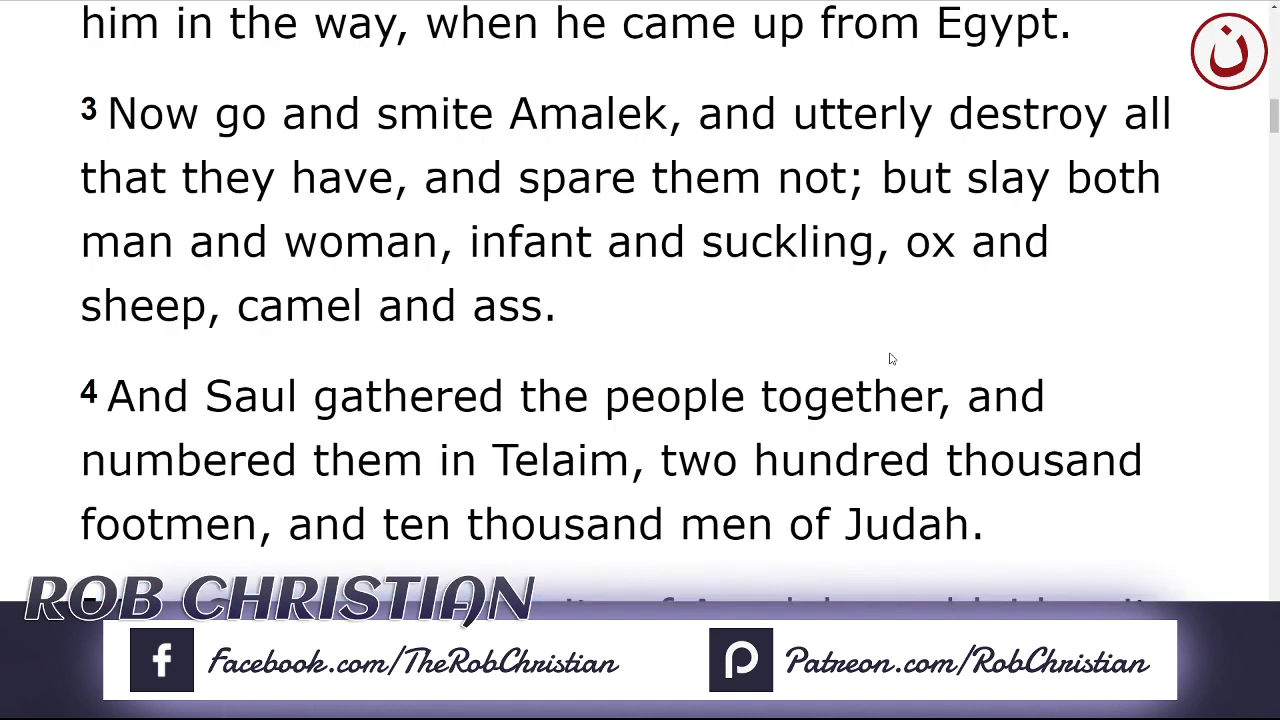 him in the way, when he came up from Egypt.
ن
3 Now go and smite Amalek, and utterly destroy all
that they have, and spare them not; but slay both
man and woman, infant and suckling, ox and
sheep, camel and ass.
4 And Saul gathered the people together, and
numbered them in Telaim, two hundred thousand
footmen, and ten thousand men of Judah.
ROB CHRISTIAN
Facebook.com/TheRobChristian
Patreon.com/RobChristian